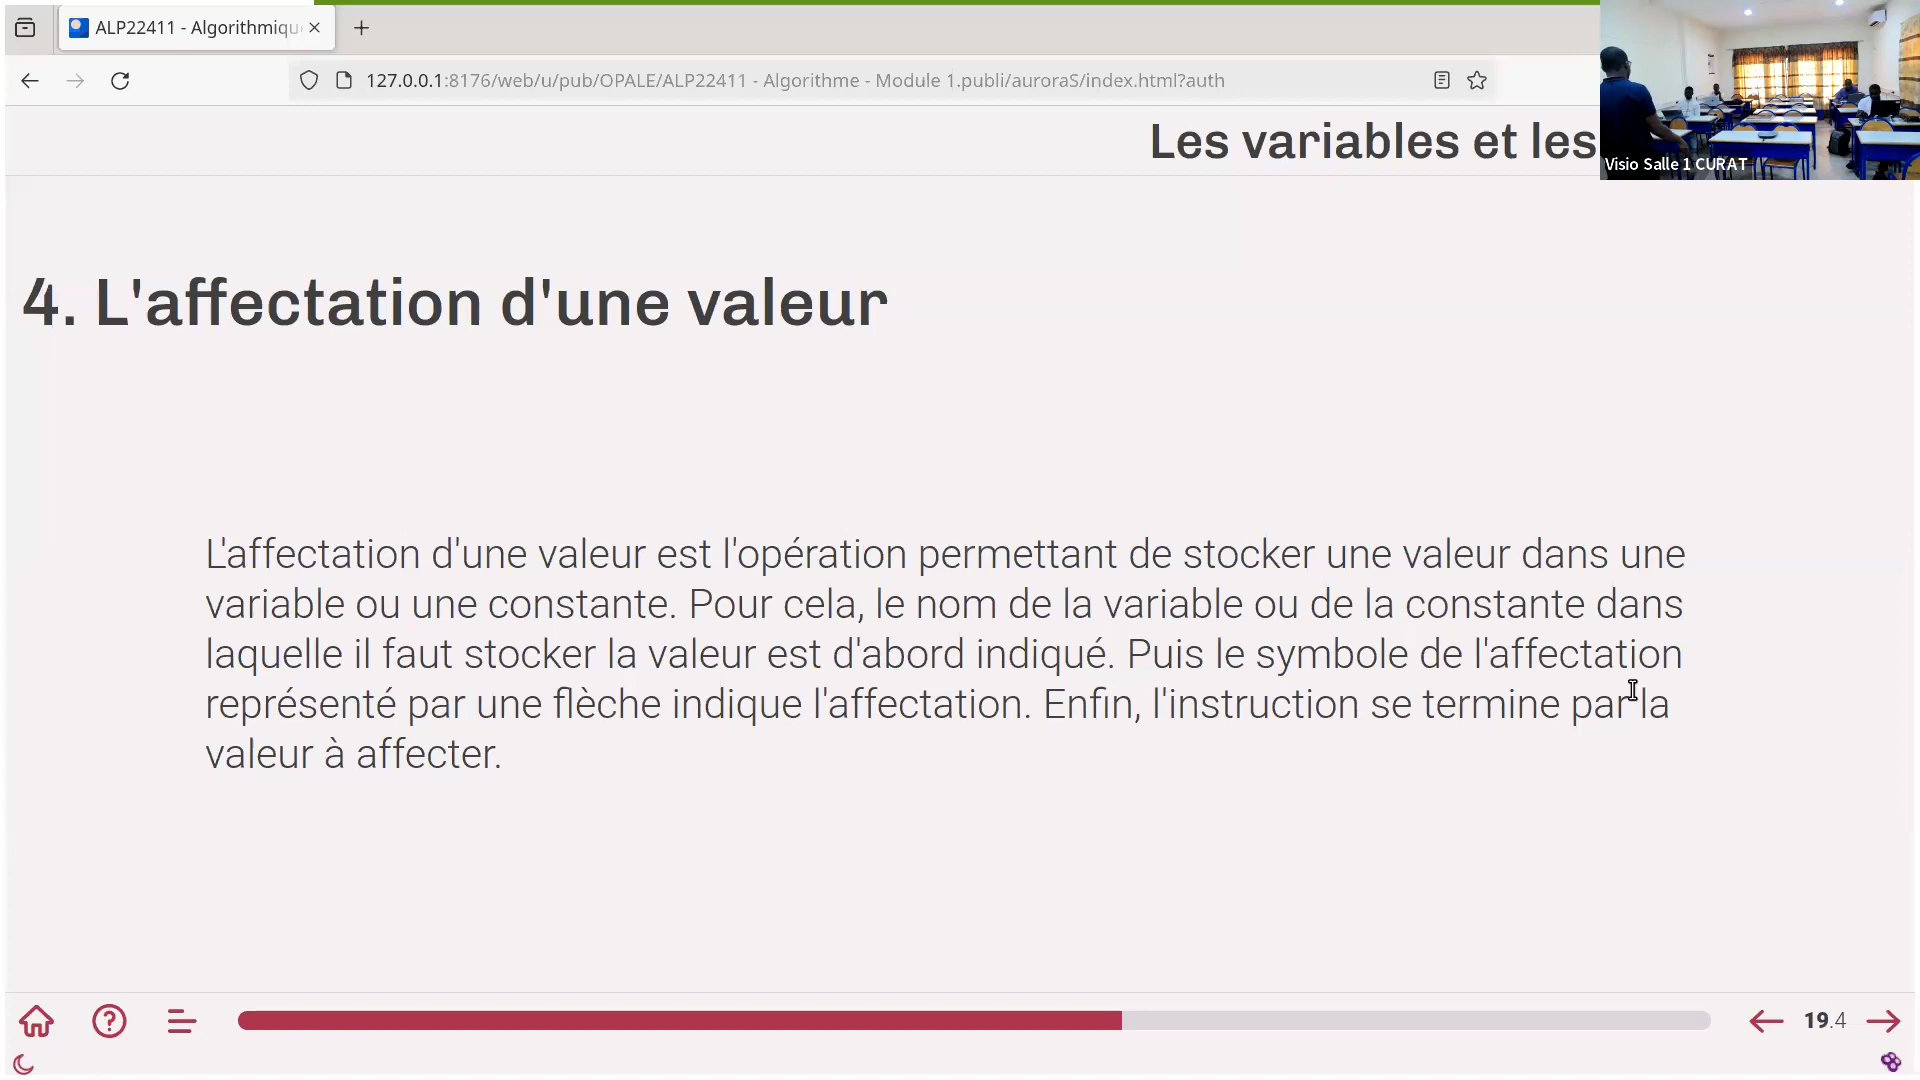 ALP22411 - Algorithmiqu
127.0.0.1:8176/web/u/pub/OPALE/ALP22411 - Algorithme - Module 1.publi/auroraS/index.html?auth
Les variables et les
Visio Salle 1 CURAT
4. L'affectation d'une valeur
L'affectation d'une valeur est l'opération permettant de stocker une valeur dans une
variable ou une constante. Pour cela, le nom de la variable ou de la constante dans
laquelle il faut stocker la valeur est d'abord indiqué. Puis le symbole de l'affectation
représenté par une flèche indique l'affectation. Enfin, l'instruction se termine par la
valeur à affecter.
19.4